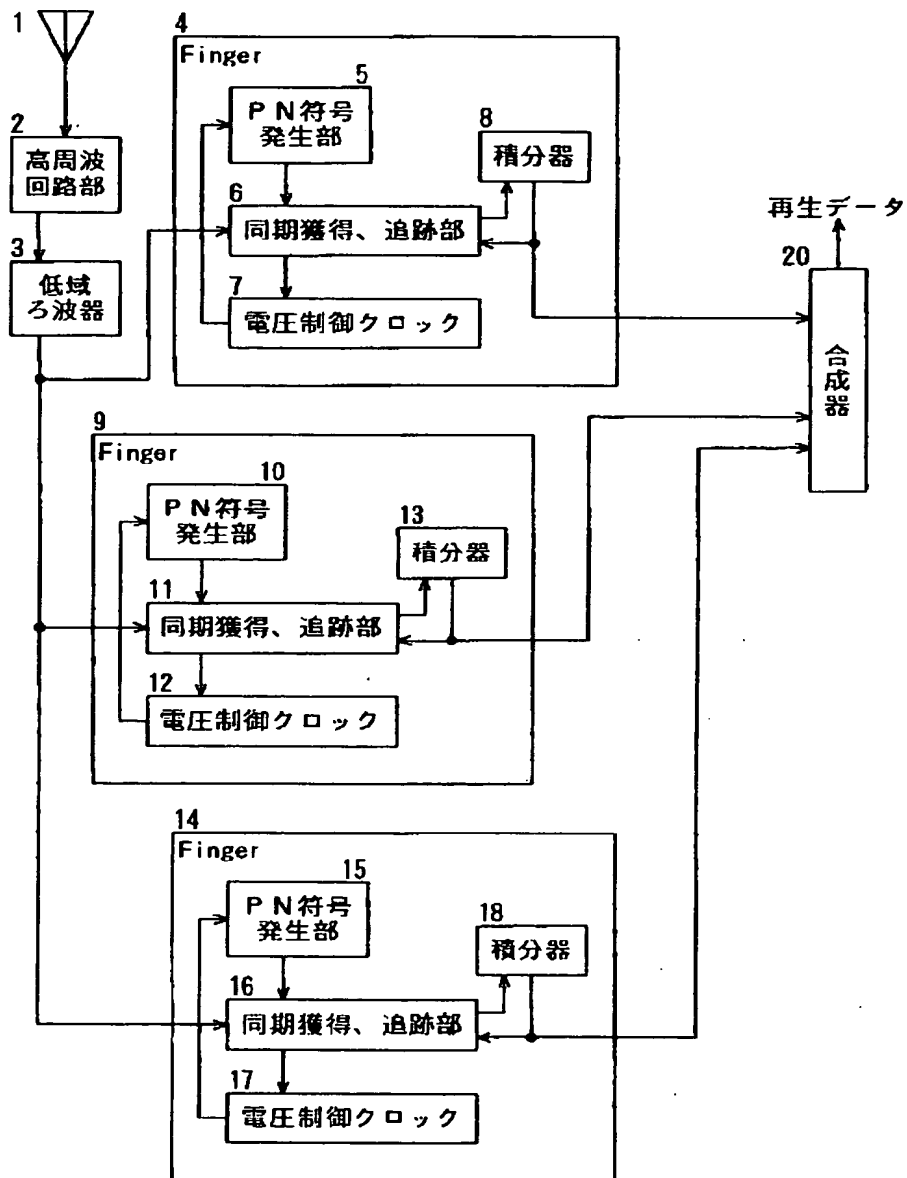 1
2
高周波
回路部
3
低域
ろ波器
4
Finger
5
PN符号
発生部
6
同期獲得、追跡部
7
電圧制御クロック
8
積分器
9
Finger
10
PN符号
発生部
11
同期獲得、追跡部
12
電圧制御クロック
13
積分器
14
Finger
15
PN符号
発生部
16
同期獲得、追跡部
17
電圧制御クロック
18
積分器
再生データ
20
合成器